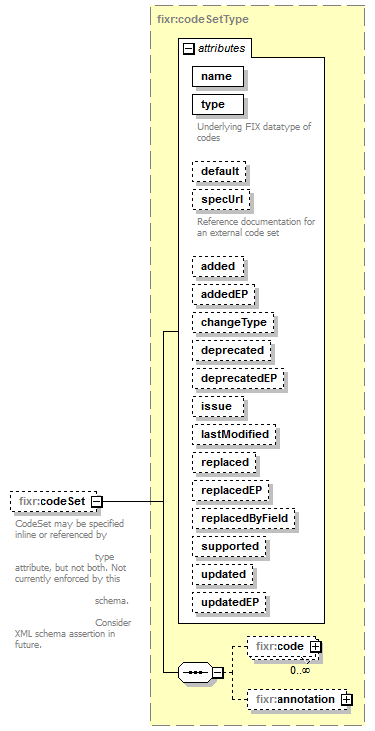 fixr:codeSetType
attributes
name
type
Underlying FIX datatype of
codes
default
specUrl
Reference documentation for
an external code set
added
addedEP
changeType
deprecated
deprecatedEP
issue
lastModified
replaced
replacedEP
replacedByField
supported
updated
updatedEP
fixr:codeSet
CodeSet may be specified
inline or referenced by
type
attribute, but not both. Not
currently enforced by this
schema.
Consider
XML schema assertion in
future.
fixr:code
0..∞
fixr:annotation